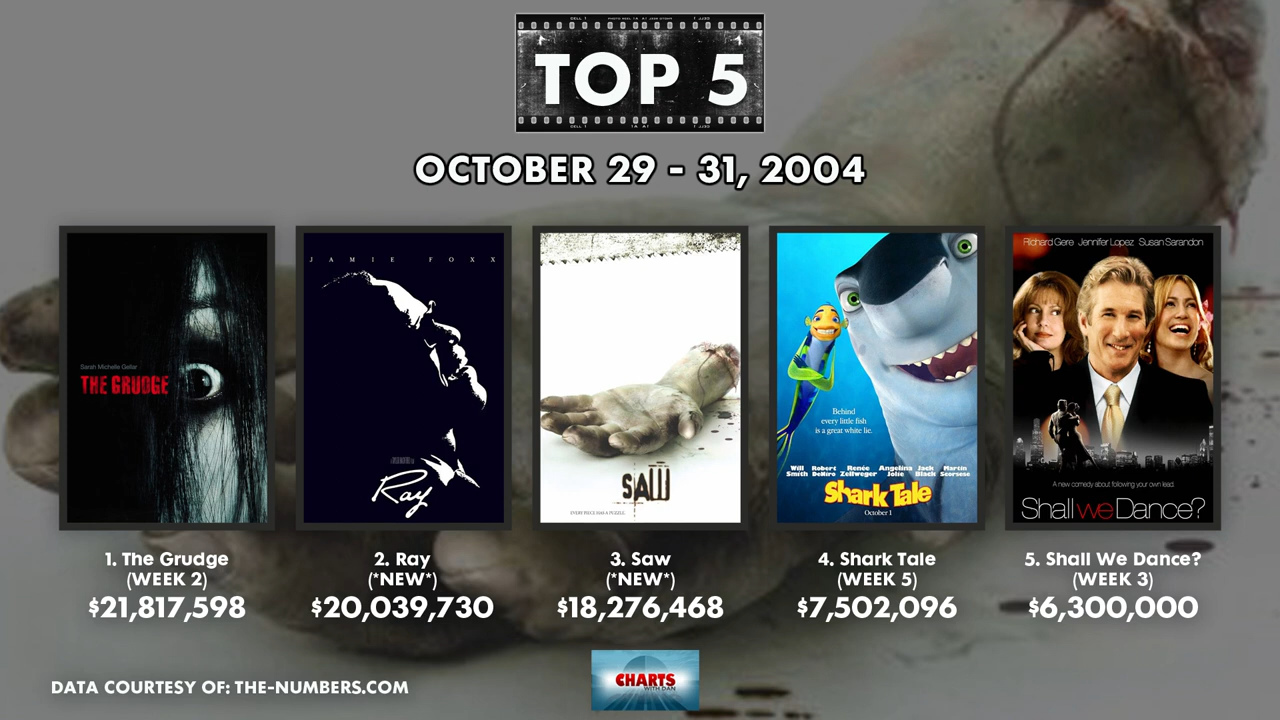 TOP 5
OCTOBER 29 - 31, 2004
Sarah Michelle Gellar
THE GRUDGE
JAMIE FOXX
Ray
SAW
EVERY PIECE HAS A PUZZLE.
Behind
every little fish
is a great white lie.
Will Smith Robert DeNiro Renée Zellweger Angelina Jolie Jack Black Martin Scorsese
Shark Tale
October 1
Richard Gere Jennifer Lopez Susan Sarandon
A new comedy about following your own lead.
Shall we Dance?
1. The Grudge
(WEEK 2)
$21,817,598
2. Ray
(*NEW*)
$20,039,730
3. Saw
(*NEW*)
$18,276,468
4. Shark Tale
(WEEK 5)
$7,502,096
5. Shall We Dance?
(WEEK 3)
$6,300,000
DATA COURTESY OF: THE-NUMBERS.COM
CHARTS
WITH DAN